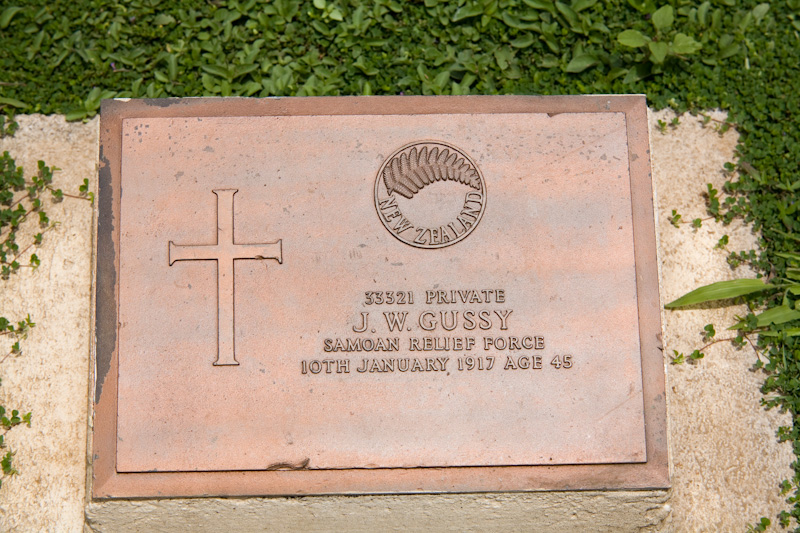 NEW ZEALAND
33321 PRIVATE
J. W. GUSSY
SAMOAN RELIEF FORCE
10TH JANUARY 1917 AGE 45